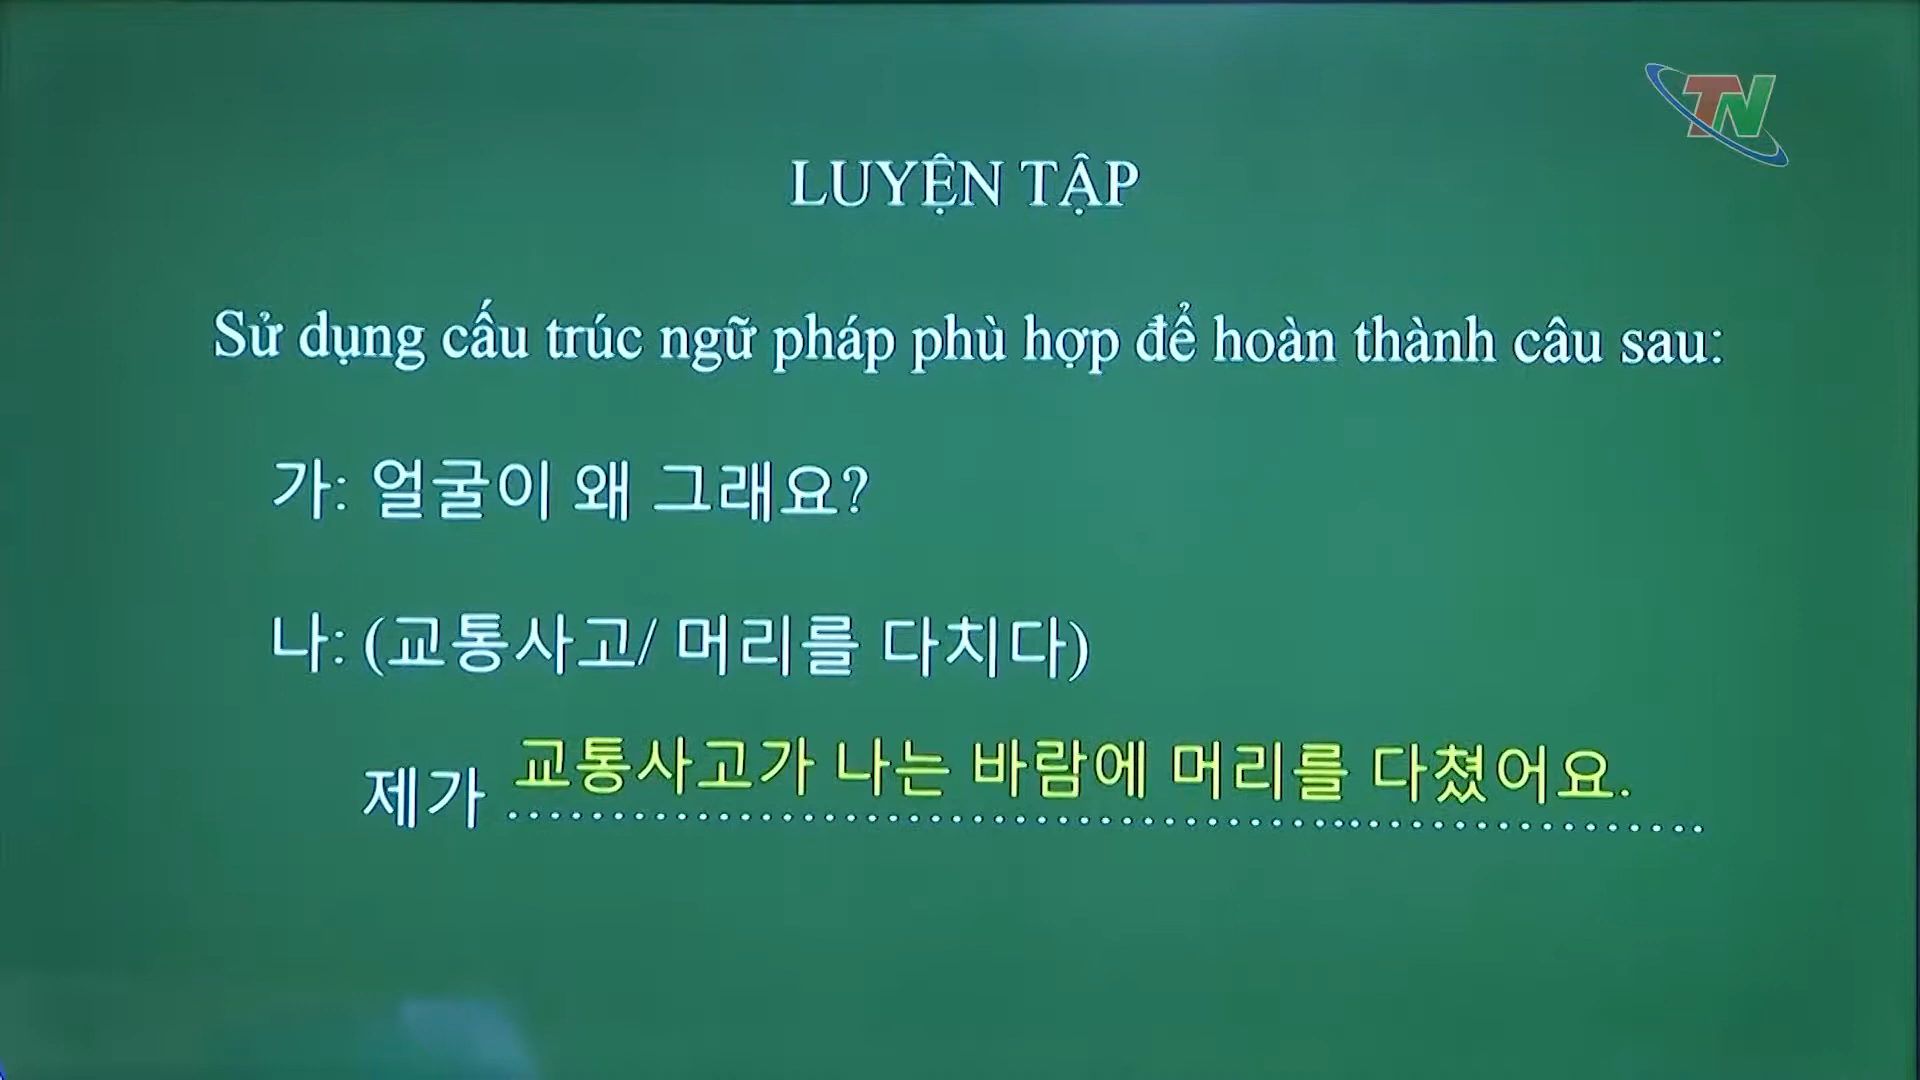 TN
LUYỆN TẬP
Sử dụng cấu trúc ngữ pháp phù hợp để hoàn thành câu sau:
가: 얼굴이 왜 그래요?
나: (교통사고/ 머리를 다치다)
제가 교통사고가 나는 바람에 머리를 다쳤어요.